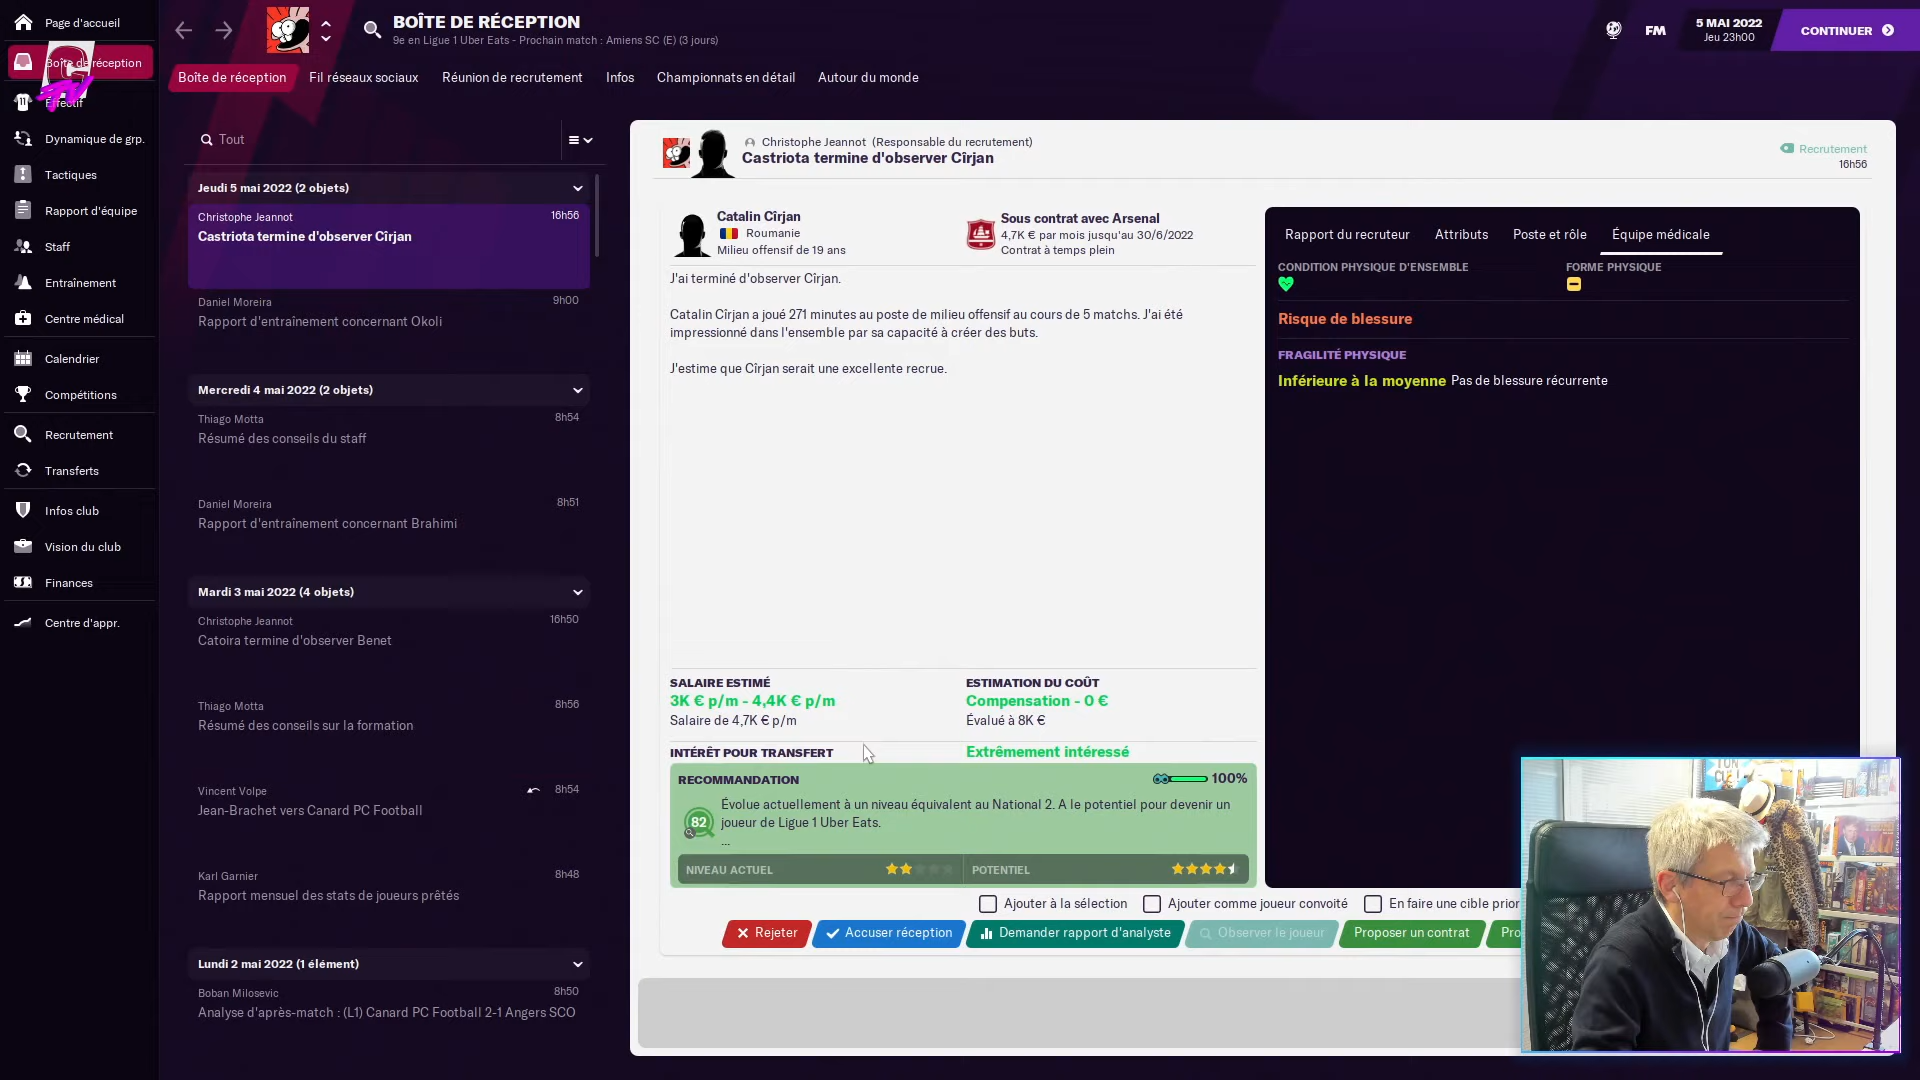 Page d'accueil
Boîte de réception
Effectif
Dynamique de grp.
Tactiques
Rapport d'équipe
Staff
Entraînement
Centre médical
Calendrier
Compétitions
Recrutement
Transferts
Infos club
Vision du club
Finances
Centre d'appr.
BOÎTE DE RÉCEPTION
9e en Ligue 1 Uber Eats - Prochain match : Amiens SC (E) (3 jours)
FM
5 MAI 2022
Jeu 23h00
CONTINUER
Boîte de réception
Fil réseaux sociaux
Réunion de recrutement
Infos
Championnats en détail
Autour du monde
Tout
Jeudi 5 mai 2022 (2 objets)
Christophe Jeannot 16h56
Castriota termine d'observer Cîrjan
Daniel Moreira 9h00
Rapport d'entraînement concernant Okoli
Mercredi 4 mai 2022 (2 objets)
Thiago Motta 8h54
Résumé des conseils du staff
Daniel Moreira 8h51
Rapport d'entraînement concernant Brahimi
Mardi 3 mai 2022 (4 objets)
Christophe Jeannot 16h50
Catoira termine d'observer Benet
Thiago Motta 8h56
Résumé des conseils sur la formation
Vincent Volpe 8h54
Jean-Brachet vers Canard PC Football
Karl Garnier 8h48
Rapport mensuel des stats de joueurs prêtés
Lundi 2 mai 2022 (1 élément)
Boban Milosevic 8h50
Analyse d'après-match : (L1) Canard PC Football 2-1 Angers SCO
Christophe Jeannot (Responsable du recrutement)
Castriota termine d'observer Cîrjan
Recrutement
16h56
Catalin Cîrjan
Roumanie
Milieu offensif de 19 ans
Sous contrat avec Arsenal
4,7K € par mois jusqu'au 30/6/2022
Contrat à temps plein
J'ai terminé d'observer Cîrjan.
Catalin Cîrjan a joué 271 minutes au poste de milieu offensif au cours de 5 matchs. J'ai été
impressionné dans l'ensemble par sa capacité à créer des buts.
J'estime que Cîrjan serait une excellente recrue.
SALAIRE ESTIMÉ
3K € p/m - 4,4K € p/m
Salaire de 4,7K € p/m
ESTIMATION DU COÛT
Compensation - 0 €
Évalué à 8K €
INTÉRÊT POUR TRANSFERT
Extrêmement intéressé
RECOMMANDATION
100%
82
Évolue actuellement à un niveau équivalent au National 2. A le potentiel pour devenir un
joueur de Ligue 1 Uber Eats.
...
NIVEAU ACTUEL
POTENTIEL
Ajouter à la sélection
Ajouter comme joueur convoité
En faire une cible prior
Rejeter
Accuser réception
Demander rapport d'analyste
Observer le joueur
Proposer un contrat
Pro
Rapport du recruteur
Attributs
Poste et rôle
Équipe médicale
CONDITION PHYSIQUE D'ENSEMBLE
FORME PHYSIQUE
Risque de blessure
FRAGILITÉ PHYSIQUE
Inférieure à la moyenne Pas de blessure récurrente